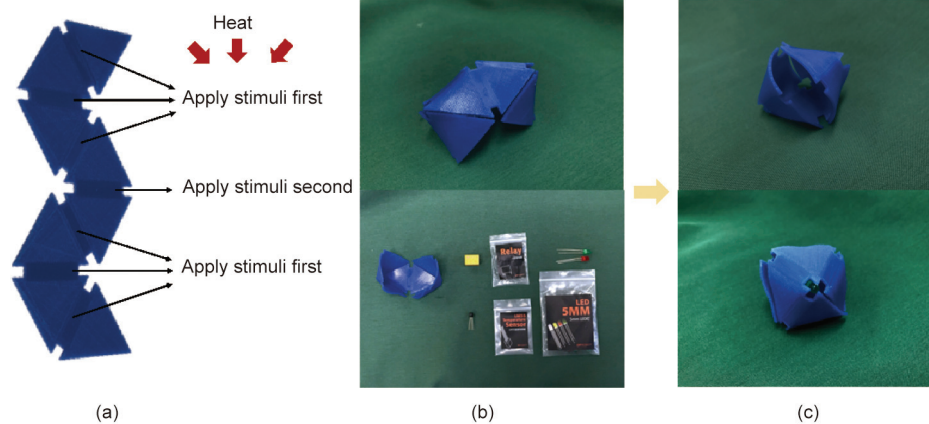 Heat
Apply stimuli first
Apply stimuli second
Apply stimuli first
Relay
LED
5MM
(a)
(b)
(c)